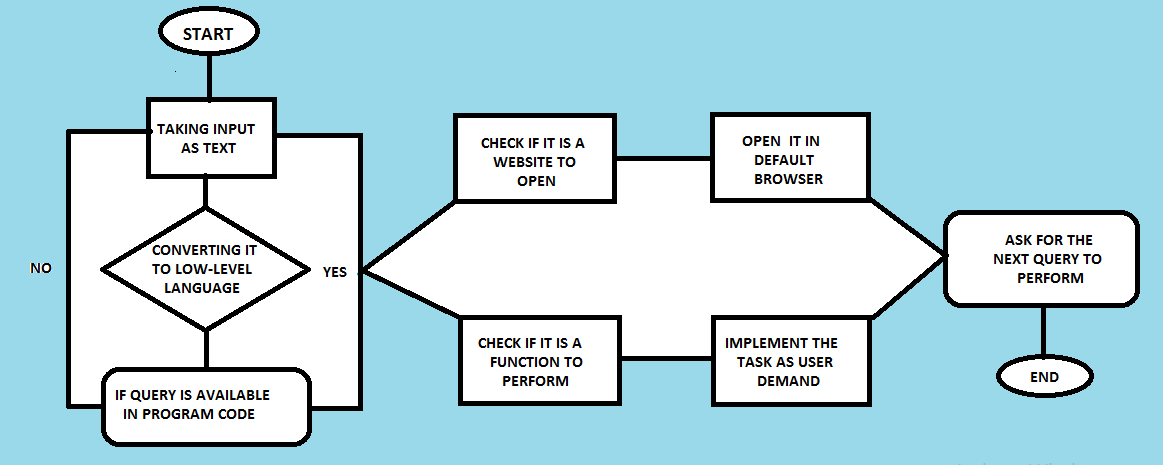 START
TAKING INPUT
AS TEXT
NO
CONVERTING IT
TO LOW-LEVEL
LANGUAGE
YES
IF QUERY IS AVAILABLE
IN PROGRAM CODE
CHECK IF IT IS A
WEBSITE TO
OPEN
OPEN IT IN
DEFAULT
BROWSER
CHECK IF IT IS A
FUNCTION TO
PERFORM
IMPLEMENT THE
TASK AS USER
DEMAND
ASK FOR THE
NEXT QUERY TO
PERFORM
END